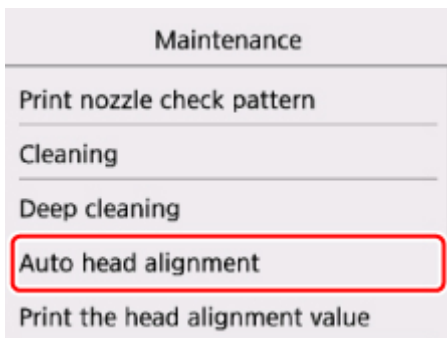 Maintenance
Print nozzle check pattern
Cleaning
Deep cleaning
Auto head alignment
Print the head alignment value